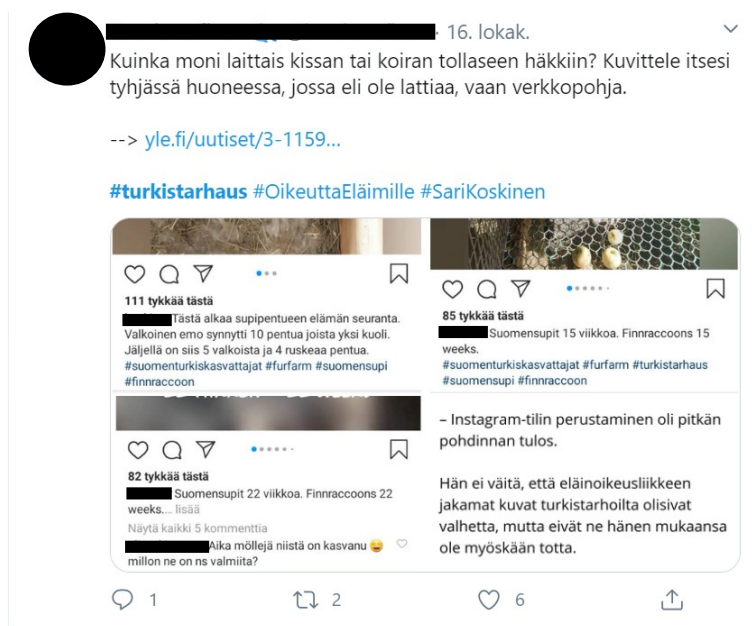 · 16. lokak.
Kuinka moni laittais kissan tai koiran tollaseen häkkiin? Kuvittele itsesi
tyhjässä huoneessa, jossa eli ole lattiaa, vaan verkkopohja.
--> yle.fi/uutiset/3-1159...
#turkistarhaus #OikeuttaEläimille #SariKoskinen
111 tykkää tästä
Tästä alkaa supipentueen elämän seuranta.
Valkoinen emo synnytti 10 pentua joista yksi kuoli.
Jäljellä on siis 5 valkoista ja 4 ruskeaa pentua.
#suomenturkiskasvattajat #furfarm #suomensupi
#finnraccoon
85 tykkää tästä
Suomensupit 15 viikkoa. Finnraccoons 15
weeks.
#suomenturkiskasvattajat #furfarm #turkistarhaus
#suomensupi #finnraccoon
82 tykkää tästä
Suomensupit 22 viikkoa. Finnraccoons 22
weeks.... lisää
Näytä kaikki 5 kommenttia
Aika möllejä niistä on kasvanu 😄
millon ne on ns valmiita?
– Instagram-tilin perustaminen oli pitkän
pohdinnan tulos.
Hän ei väitä, että eläinoikeusliikkeen
jakamat kuvat turkistarhoilta olisivat
valhetta, mutta eivät ne hänen mukaansa
ole myöskään totta.
1 2 6